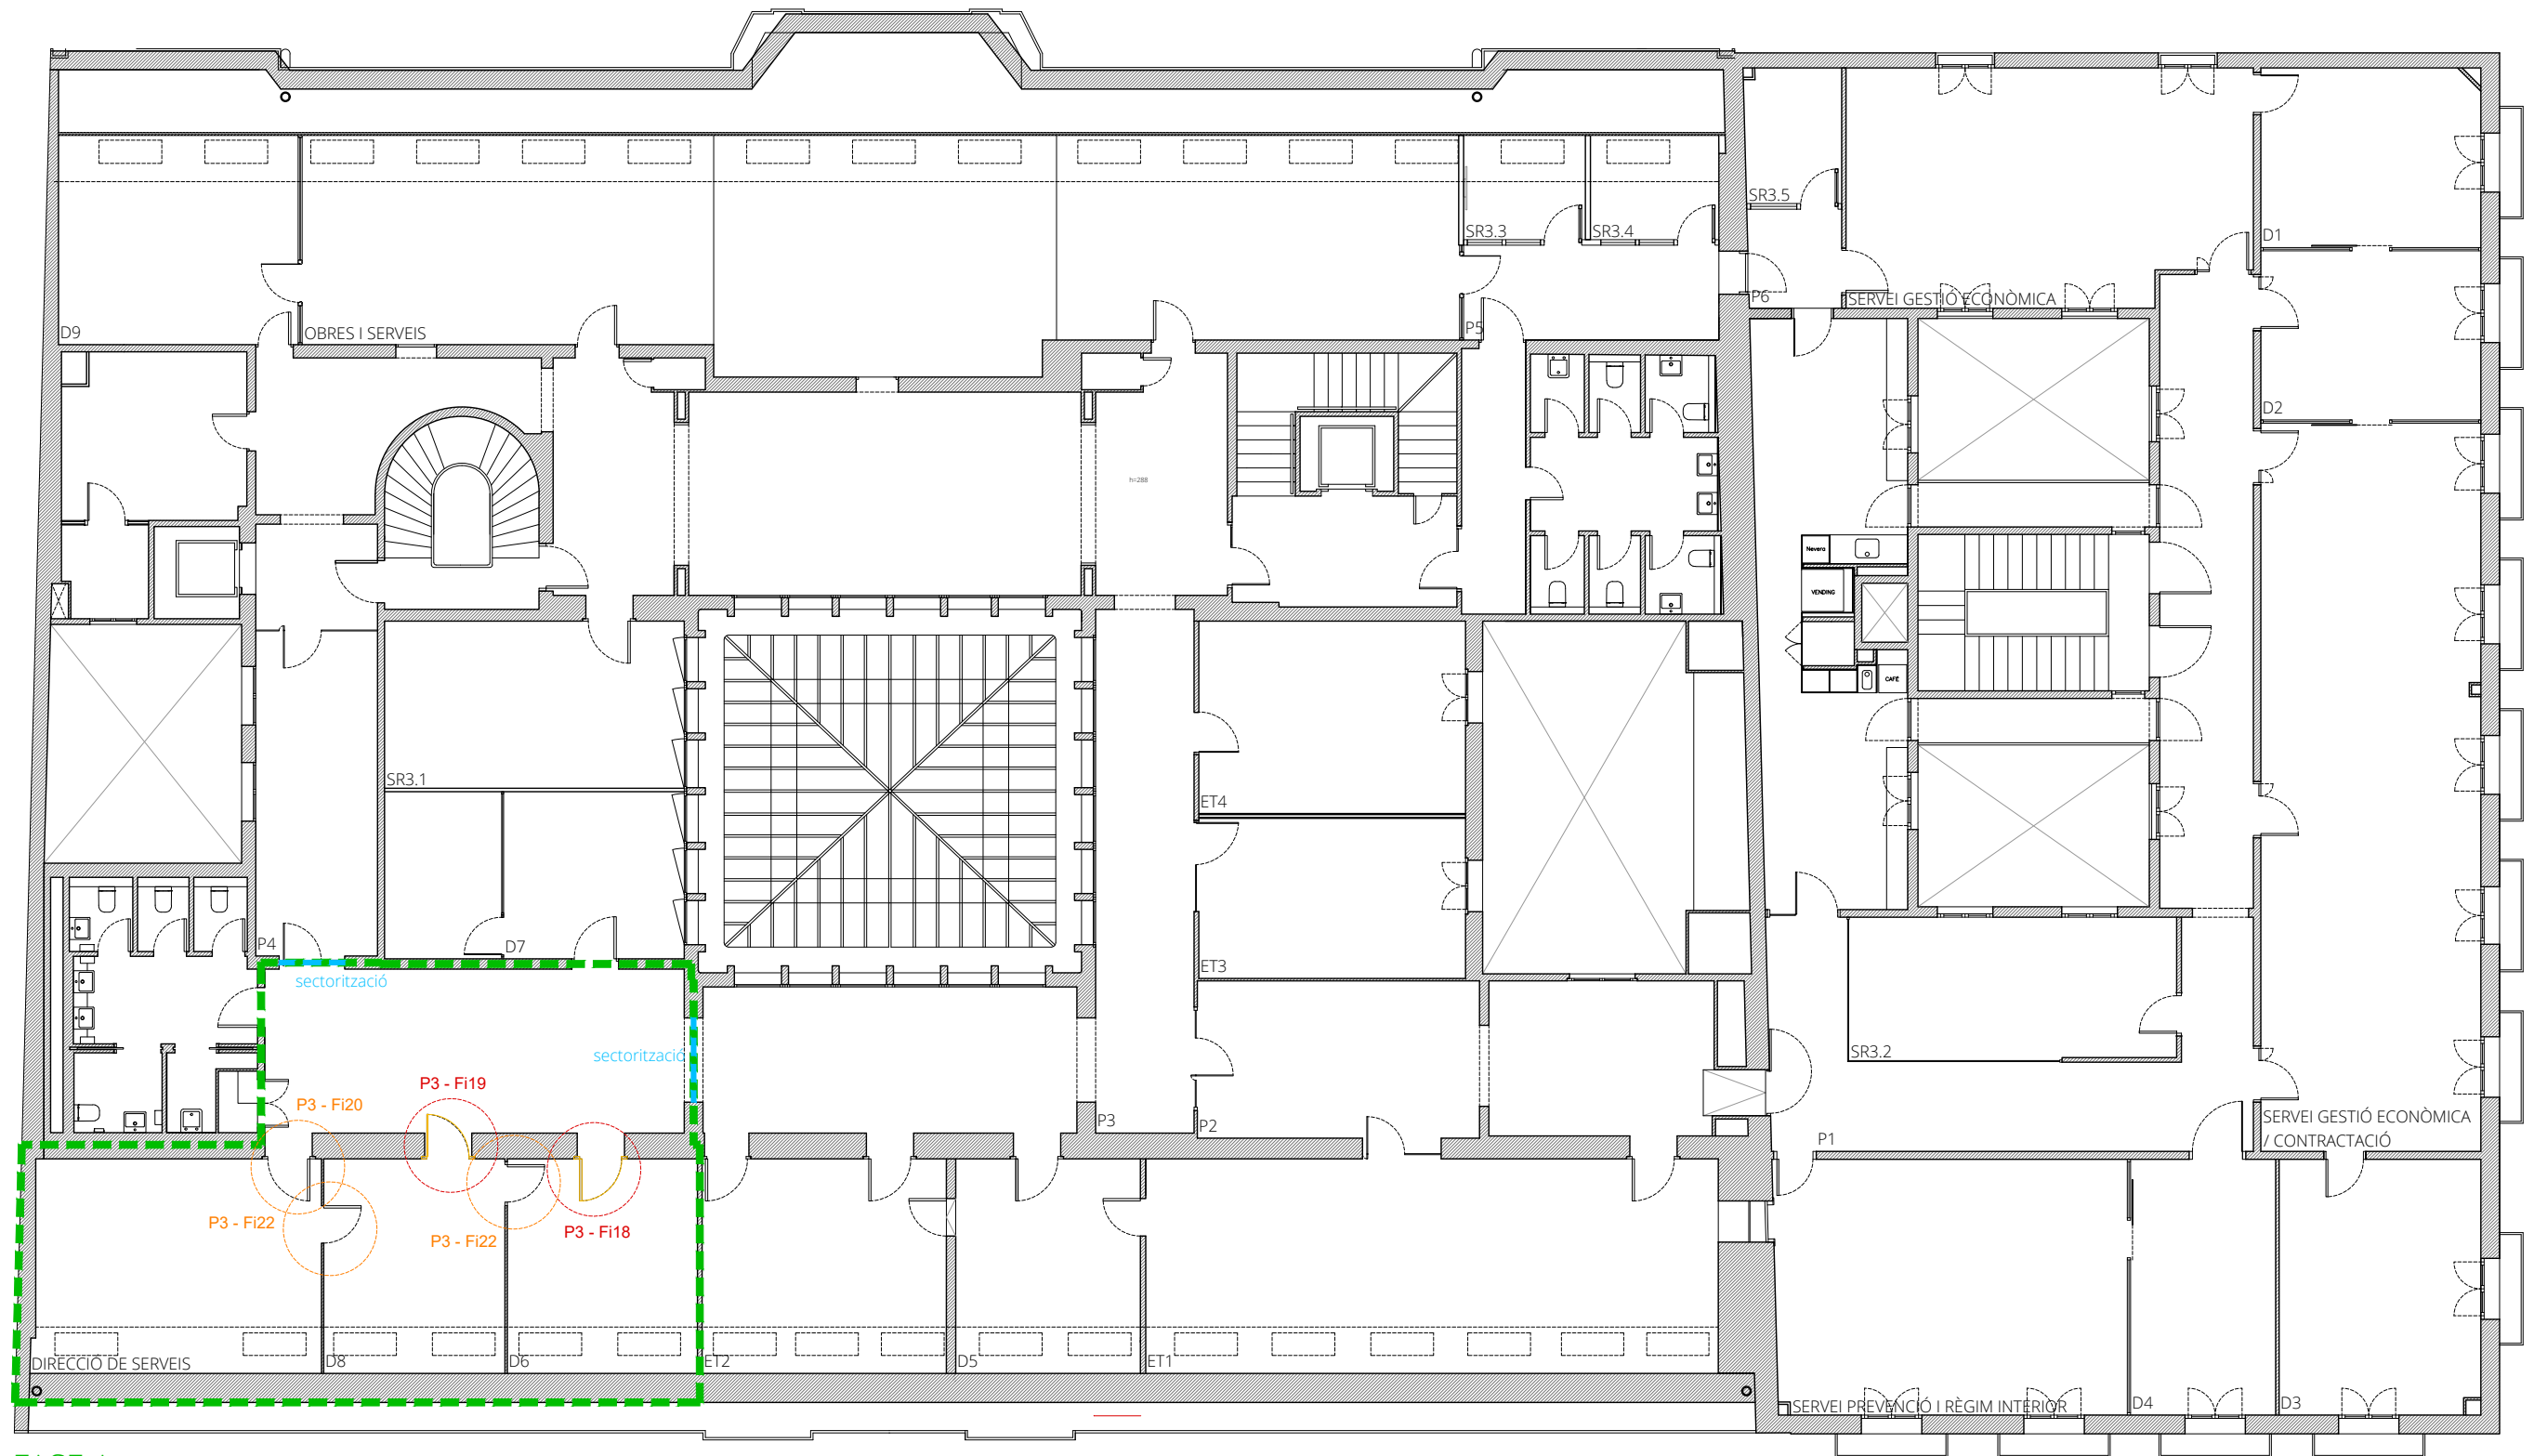 SR3.5
SR3.3
SR3.4
D1
P6
SERVEI GESTIÓ ECONÒMICA
D9
OBRES I SERVEIS
P5
D2
h=288
Nevera
VENDING
CAFÉ
SR3.1
ET4
P4
D7
ET3
sectorització
sectorització
SR3.2
P3 - Fi19
P3 - Fi20
P3
P2
P1
SERVEI GESTIÓ ECONÒMICA
/ CONTRACTACIÓ
P3 - Fi22
P3 - Fi22
P3 - Fi18
DIRECCIÓ DE SERVEIS
D8
D6
ET2
D5
ET1
SERVEI PREVENCIÓ I RÈGIM INTERIOR
D4
D3